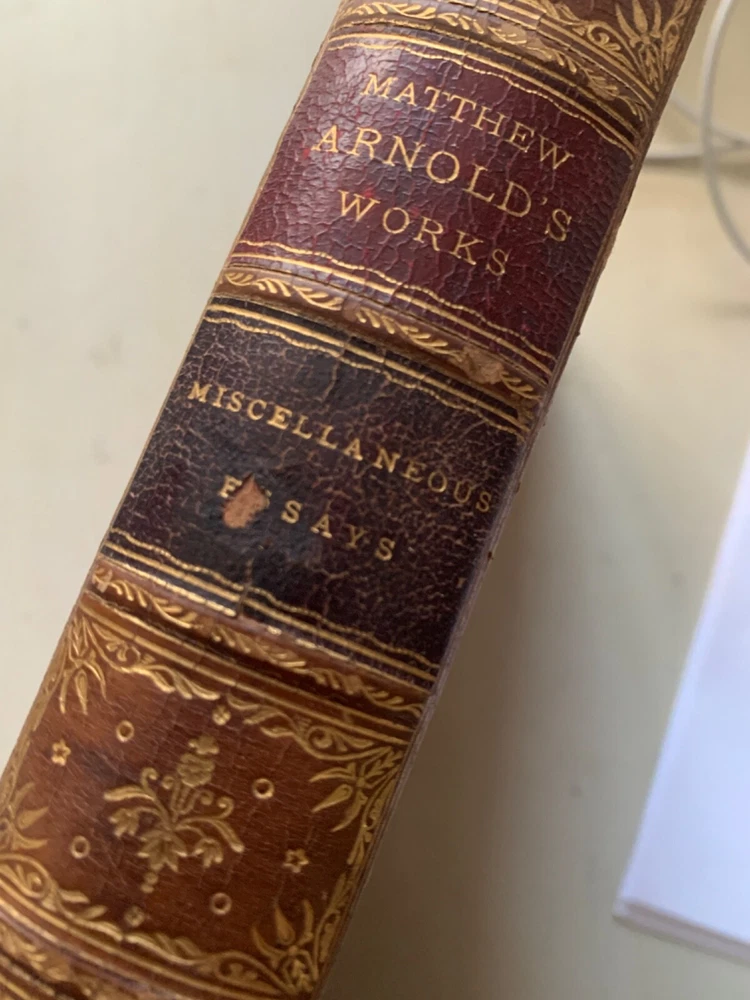 MATTHEW
ARNOLD'S
WORKS
MISCELLANEOUS
ESSAYS